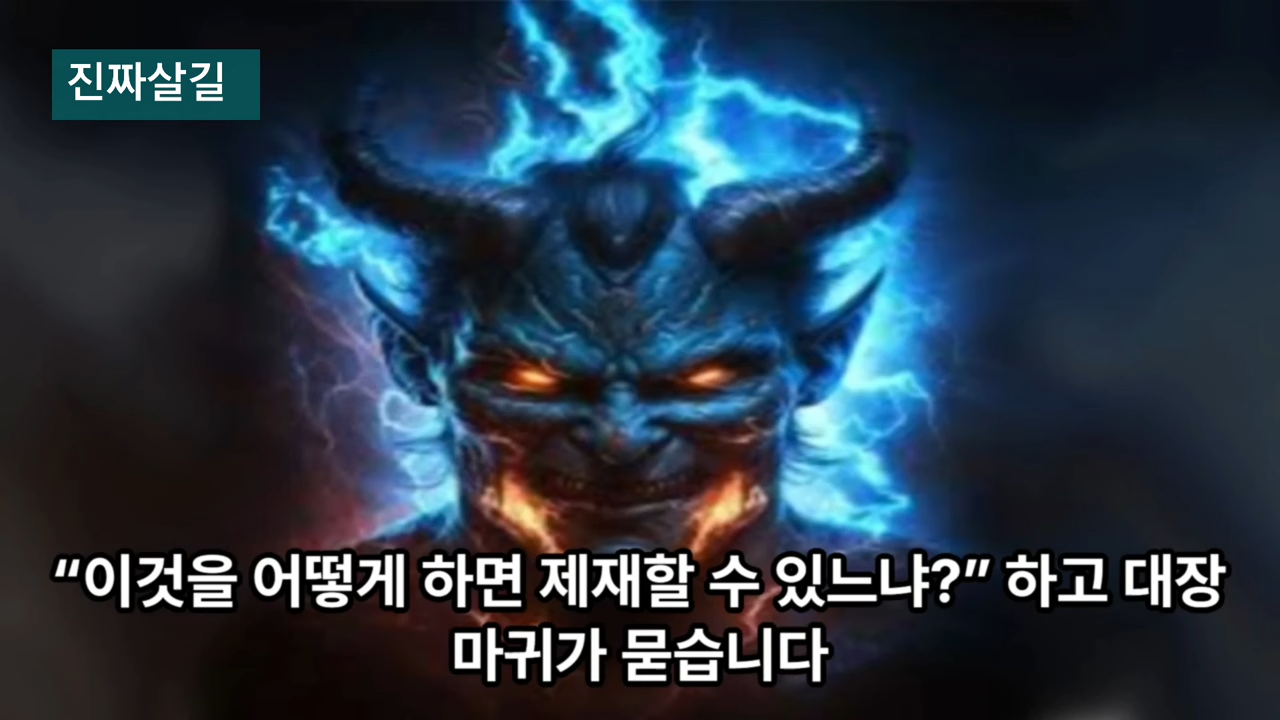 진짜살길
“이것을 어떻게 하면 제재할 수 있느냐?” 하고 대장
마귀가 묻습니다